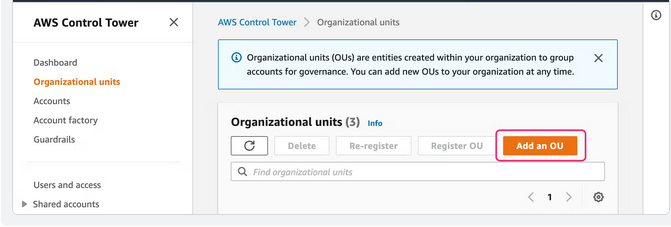 AWS Control Tower
AWS Control Tower > Organizational units
Dashboard
Organizational units
Accounts
Account factory
Guardrails
Users and access
Shared accounts
Organizational units (OUs) are entities created within your organization to group
accounts for governance. You can add new OUs to your organization at any time.
Organizational units (3) Info
Delete Re-register Register OU Add an OU
Find organizational units
1